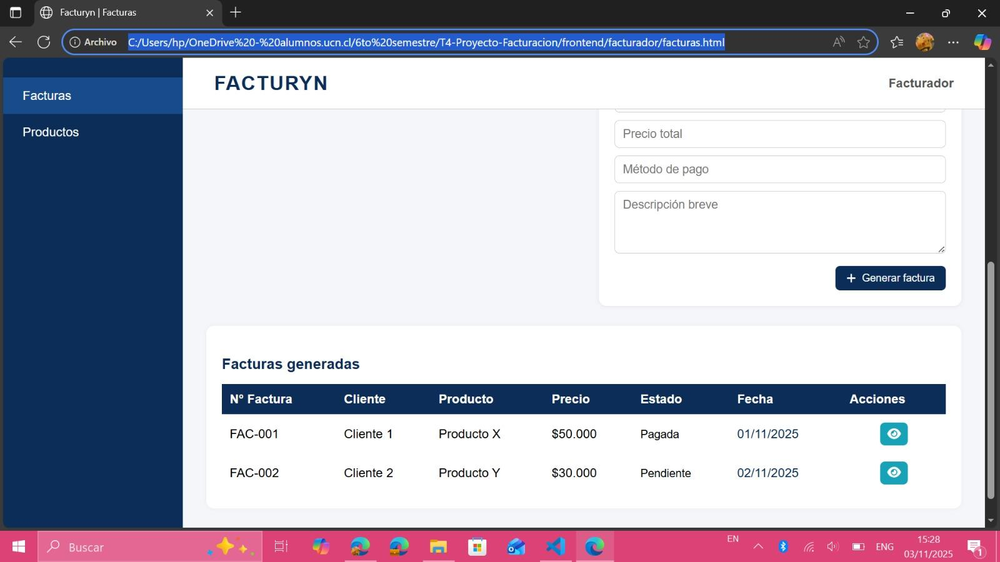 Facturyn | Facturas
Archivo C:/Users/hp/OneDrive%20-%20alumnos.ucn.cl/6to%20semestre/T4-Proyecto-Facturacion/frontend/facturador/facturas.html
Facturas
Productos
FACTURYN
Facturador
Precio total
Método de pago
Descripción breve
+ Generar factura
Facturas generadas
Nº Factura Cliente Producto Precio Estado Fecha Acciones
FAC-001 Cliente 1 Producto X $50.000 Pagada 01/11/2025
FAC-002 Cliente 2 Producto Y $30.000 Pendiente 02/11/2025
Buscar
EN
ENG
15:28
03/11/2025
1